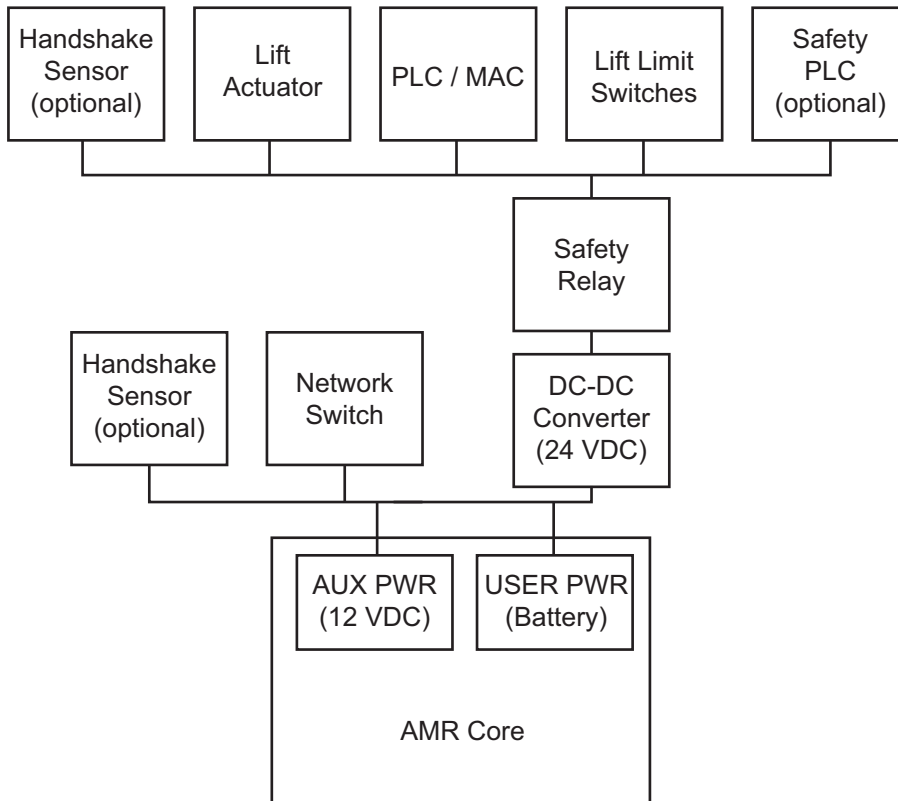 Handshake
Sensor
(optional)
Lift
Actuator
PLC / MAC
Lift Limit
Switches
Safety
PLC
(optional)
Safety
Relay
Handshake
Sensor
(optional)
Network
Switch
DC-DC
Converter
(24 VDC)
AUX PWR
(12 VDC)
USER PWR
(Battery)
AMR Core